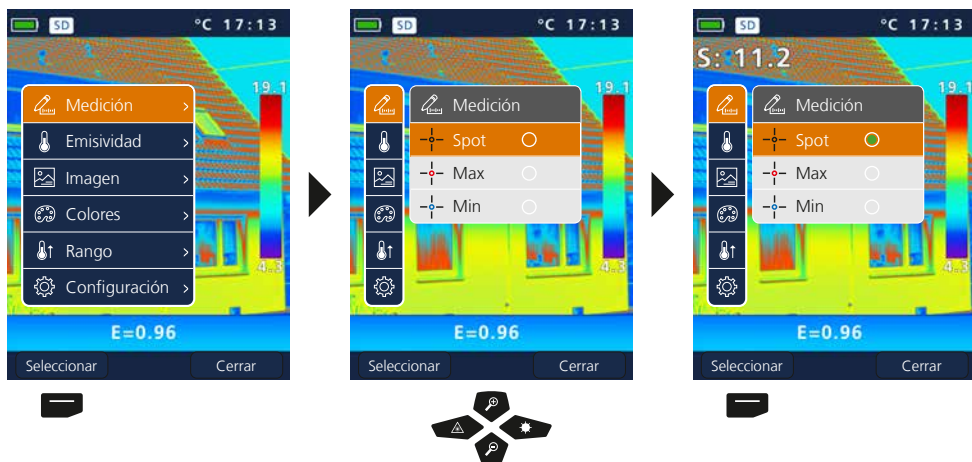 SD °C 17:13
19.1
Medición
Emisividad
Imagen
Colores
Rango
Configuración
4.3
E=0.96
Seleccionar Cerrar
SD °C 17:13
19.1
Medición
Spot
Max
Min
4.3
E=0.96
Seleccionar Cerrar
SD °C 17:13
S: 11.2
19.1
Medición
Spot
Max
Min
4.3
E=0.96
Seleccionar Cerrar